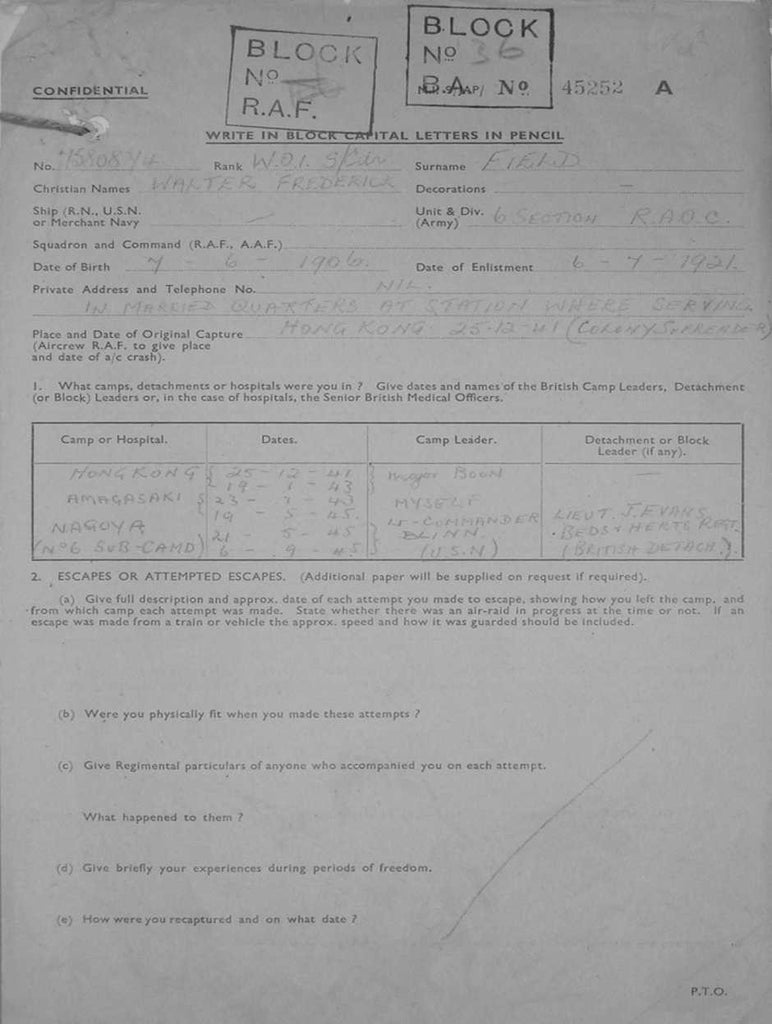 BLOCK
No
R.A.F.
BLOCK
No 36
B.A.
AP/ No 45252 A
CONFIDENTIAL
WRITE IN BLOCK CAPITAL LETTERS IN PENCIL
No. Rank W.O.I. Surname FIELD
Christian Names WALTER FREDERICK Decorations —
Ship (R.N., U.S.N. or Merchant Navy — Unit & Div. (Army) 6 SECTION R.A.O.C.
Squadron and Command (R.A.F., A.A.F.)
Date of Birth 7 - 6 - 1906. Date of Enlistment 6 - 7 - 1921.
Private Address and Telephone No. NIL.
IN MARRIED QUARTERS AT STATION WHERE SERVING
Place and Date of Original Capture HONG KONG 25-12-41 (COLONY SURRENDER)
(Aircrew R.A.F. to give place
and date of a/c crash).
1. What camps, detachments or hospitals were you in ? Give dates and names of the British Camp Leaders, Detachment
(or Block) Leaders or, in the case of hospitals, the Senior British Medical Officers.
Camp or Hospital. Dates. Camp Leader. Detachment or Block Leader (if any).
HONG KONG { 25 - 12 - 41 } Major BOON —
19 - 1 - 43
AMAGASAKI { 23 - 1 - 43 MYSELF
19 - 5 - 45. LT-COMMANDER LIEUT J. EVANS
NAGOYA 21 - 5 - 45 BLINN BEDS & HERTS REGT.
(No 6 SUB-CAMP) 6 - 9 - 45 (U.S.N) (BRITISH DETACH.).
2. ESCAPES OR ATTEMPTED ESCAPES. (Additional paper will be supplied on request if required).
(a) Give full description and approx. date of each attempt you made to escape, showing how you left the camp, and
from which camp each attempt was made. State whether there was an air-raid in progress at the time or not. If an
escape was made from a train or vehicle the approx. speed and how it was guarded should be included.
(b) Were you physically fit when you made these attempts ?
(c) Give Regimental particulars of anyone who accompanied you on each attempt.
What happened to them ?
(d) Give briefly your experiences during periods of freedom.
(e) How were you recaptured and on what date ?
P.T.O.